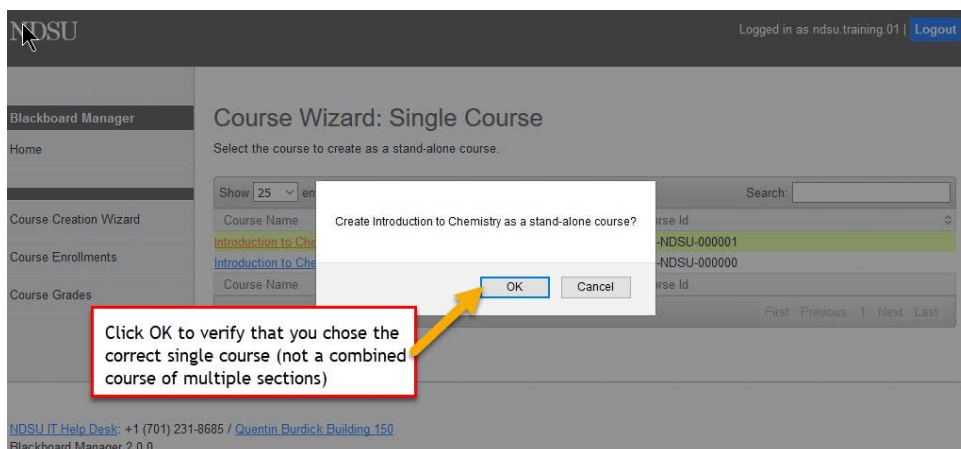 NDSU
Logged in as ndsu.training.01 | Logout
Blackboard Manager
Home
Course Creation Wizard
Course Enrollments
Course Grades
Course Wizard: Single Course
Select the course to create as a stand-alone course.
Show 25 en
Search:
Course Name
rse Id
Introduction to Che
-NDSU-000001
Introduction to Che
-NDSU-000000
Course Name
rse Id
First Previous 1 Next Last
Create Introduction to Chemistry as a stand-alone course?
OK Cancel
Click OK to verify that you chose the
correct single course (not a combined
course of multiple sections)
NDSU IT Help Desk: +1 (701) 231-8685 / Quentin Burdick Building 150
Blackboard Manager 2.0.0